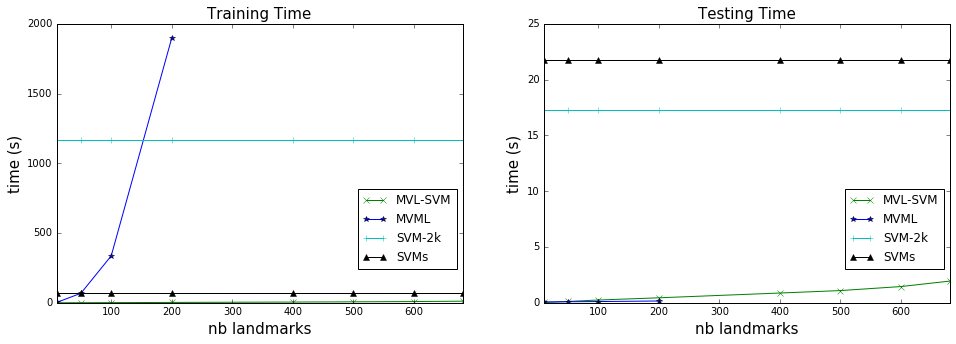 Training Time
2000
1500
1000
500
0
time (s)
100 200 300 400 500 600
nb landmarks
MVL-SVM
MVML
SVM-2k
SVMs
Testing Time
25
20
15
10
5
0
time (s)
100 200 300 400 500 600
nb landmarks
MVL-SVM
MVML
SVM-2k
SVMs